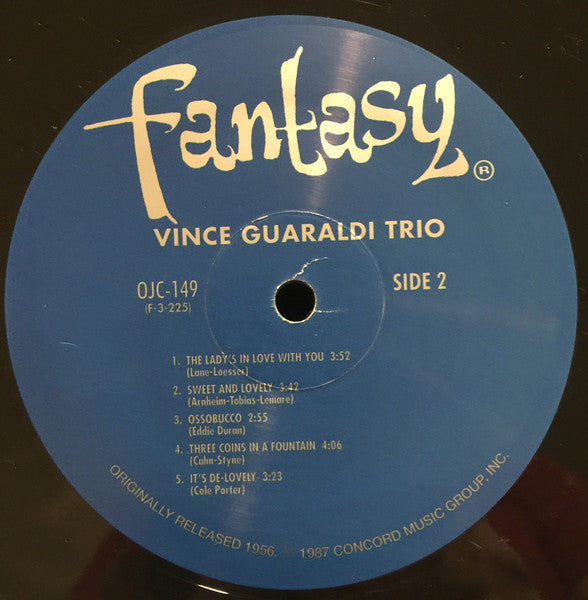 fantasy®
VINCE GUARALDI TRIO
OJC-149
(F-3-225)
SIDE 2
1. THE LADY'S IN LOVE WITH YOU 3:52
(Lane-Loesser)
2. SWEET AND LOVELY 3:42
(Arnheim-Tobias-Lemare)
3. OSSOBUCCO 2:55
(Eddie Duran)
4. THREE COINS IN A FOUNTAIN 4:06
(Cahn-Styne)
5. IT'S DE-LOVELY 3:23
(Cole Porter)
ORIGINALLY RELEASED 1956. 1987 CONCORD MUSIC GROUP, INC.